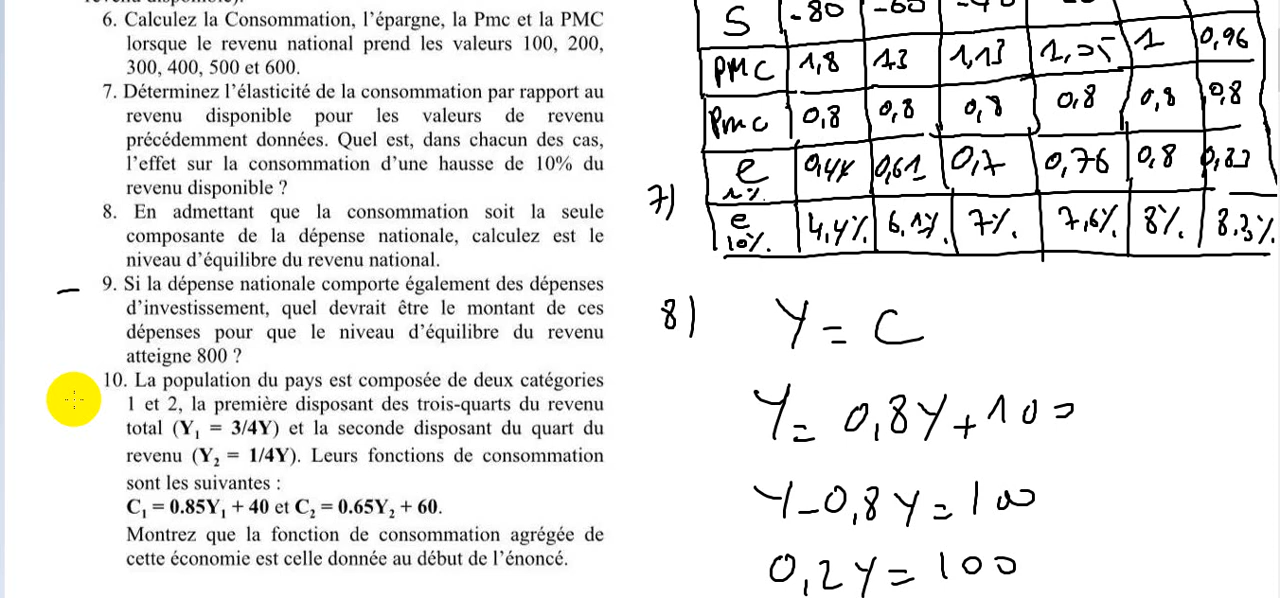 6. Calculez la Consommation, l'épargne, la Pmc et la PMC
lorsque le revenu national prend les valeurs 100, 200,
300, 400, 500 et 600.
7. Déterminez l'élasticité de la consommation par rapport au
revenu disponible pour les valeurs de revenu
précédemment données. Quel est, dans chacun des cas,
l'effet sur la consommation d'une hausse de 10% du
revenu disponible ?
8. En admettant que la consommation soit la seule
composante de la dépense nationale, calculez est le
niveau d'équilibre du revenu national.
9. Si la dépense nationale comporte également des dépenses
d'investissement, quel devrait être le montant de ces
dépenses pour que le niveau d'équilibre du revenu
atteigne 800 ?
10. La population du pays est composée de deux catégories
1 et 2, la première disposant des trois-quarts du revenu
total (Y₁ = 3/4Y) et la seconde disposant du quart du
revenu (Y₂ = 1/4Y). Leurs fonctions de consommation
sont les suivantes :
C₁ = 0.85Y₁ + 40 et C₂ = 0.65Y₂ + 60.
Montrez que la fonction de consommation agrégée de
cette économie est celle donnée au début de l'énoncé.
S -80 -60
PMC 1,8 1,3 1,13 1,05 1 0,96
Pmc 0,8 0,8 0,8 0,8 0,8 0,8
e 1% 0,44 0,61 0,7 0,76 0,8
7)
e 10% 4,4% 6,1% 7% 7,6% 8% 8.3%
8) Y = C
Y = 0,8Y + 100
Y - 0,8Y = 100
0,2Y = 100